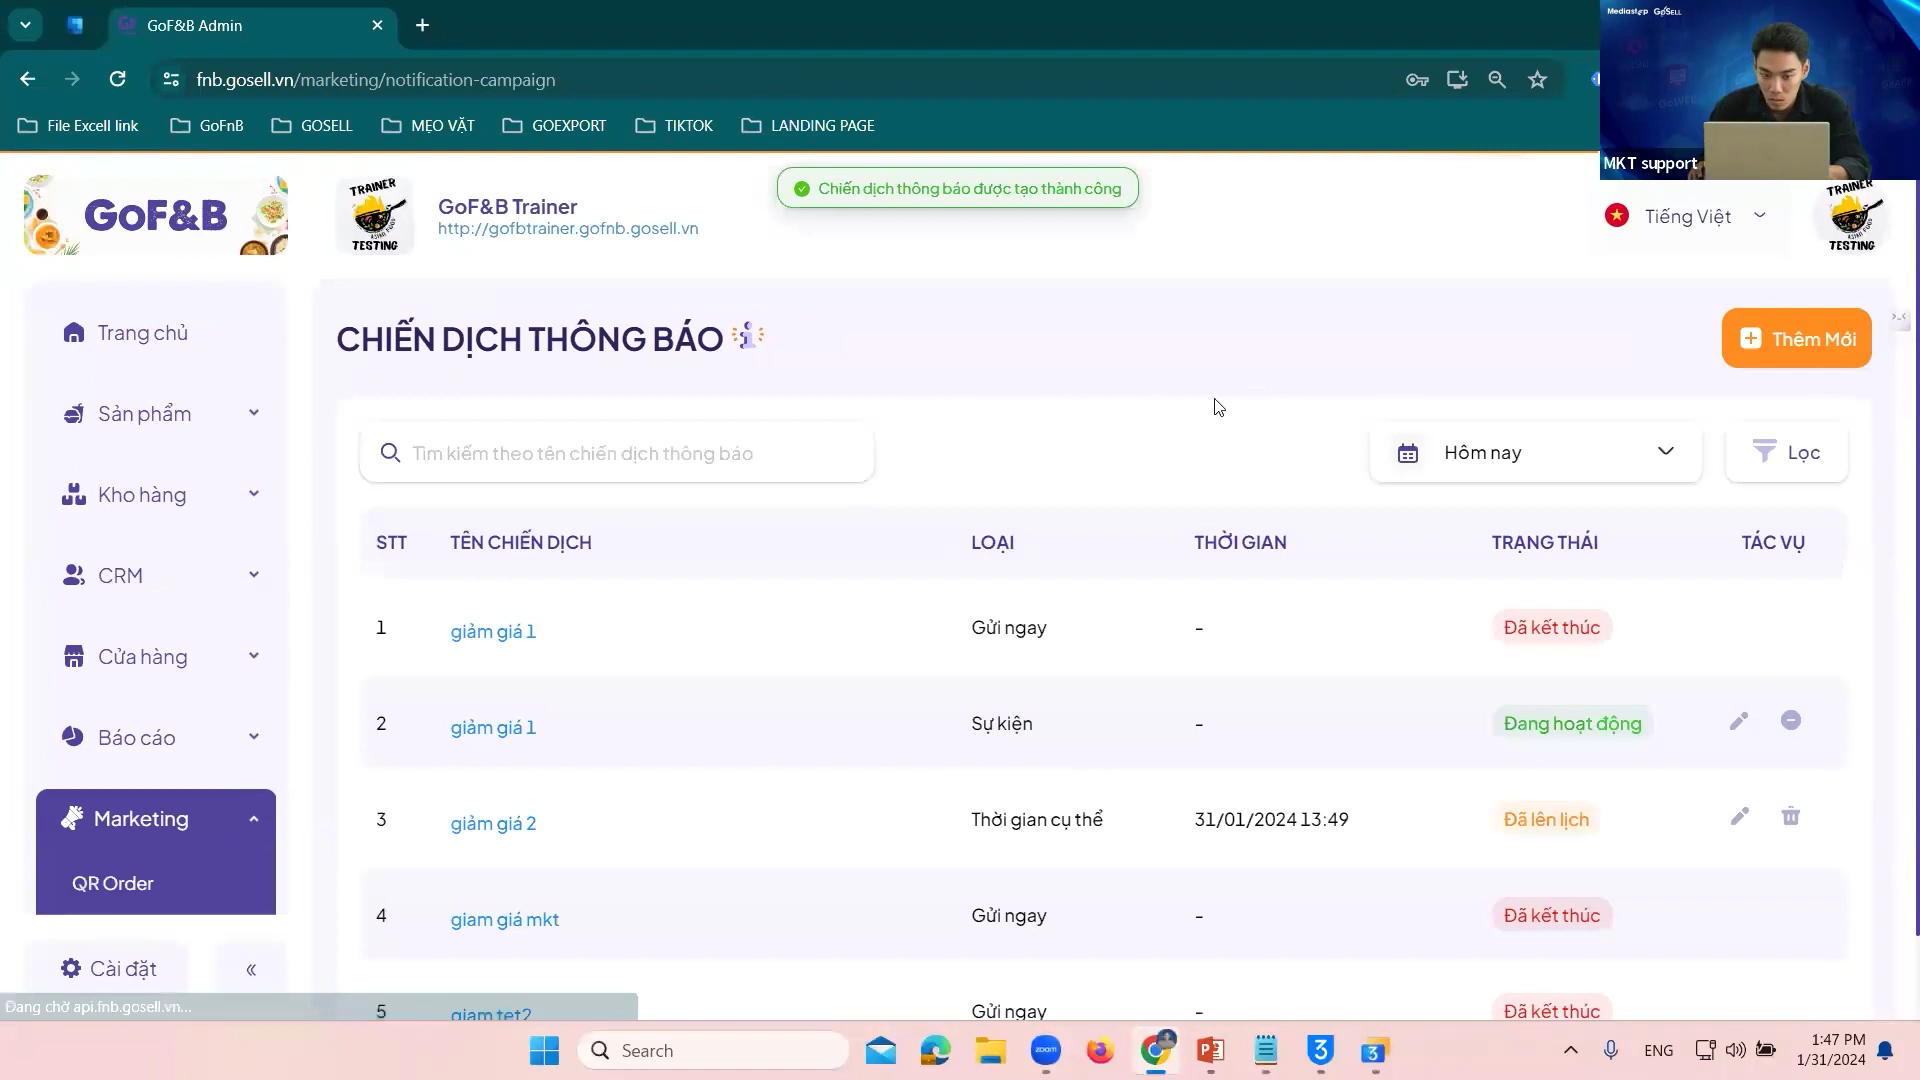 GoF&B Admin
fnb.gosell.vn/marketing/notification-campaign
File Excell link
GoFnB
GOSELL
MẸO VẶT
GOEXPORT
TIKTOK
LANDING PAGE
Mediastep GoSELL
MKT support
GoF&B
TRAINER
TESTING
GoF&B Trainer
http://gofbtrainer.gofnb.gosell.vn
Chiến dịch thông báo được tạo thành công
Tiếng Việt
TRAINER
TESTING
Trang chủ
Sản phẩm
Kho hàng
CRM
Cửa hàng
Báo cáo
Marketing
QR Order
Cài đặt
«
Đang chờ api.fnb.gosell.vn...
CHIẾN DỊCH THÔNG BÁO
Thêm Mới
Tìm kiếm theo tên chiến dịch thông báo
Hôm nay
Lọc
STT TÊN CHIẾN DỊCH LOẠI THỜI GIAN TRẠNG THÁI TÁC VỤ
1 giảm giá 1 Gửi ngay - Đã kết thúc
2 giảm giá 1 Sự kiện - Đang hoạt động
3 giảm giá 2 Thời gian cụ thể 31/01/2024 13:49 Đã lên lịch
4 giam giá mkt Gửi ngay - Đã kết thúc
5 giam tet2 Gửi ngay - Đã kết thúc
Search
zoom
ENG
1:47 PM
1/31/2024